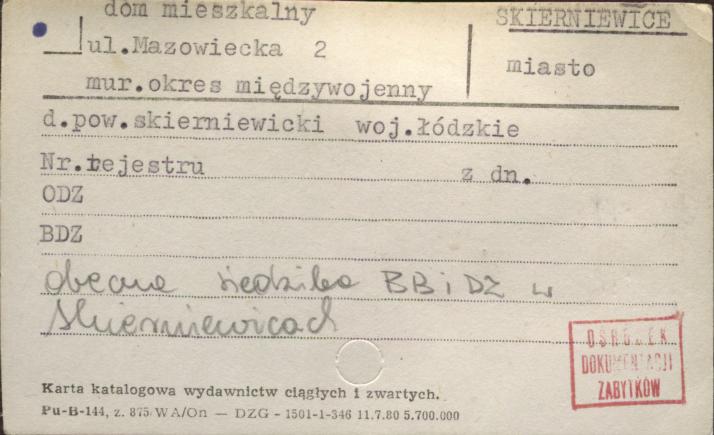 dom mieszkalny
SKIERNIEWICE
ul.Mazowiecka 2
miasto
mur.okres międzywojenny
d.pow.skierniewicki woj.łódzkie
Nr.rejestru z dn.
ODZ
BDZ
obecna siedziba BBiDZ w
Skierniewicach
OŚRODEK
DOKUMENTACJI
ZABYTKÓW
Karta katalogowa wydawnictw ciągłych i zwartych.
Pu-B-144, z. 875/WA/On — DZG - 1501-1-346 11.7.80 5.700.000